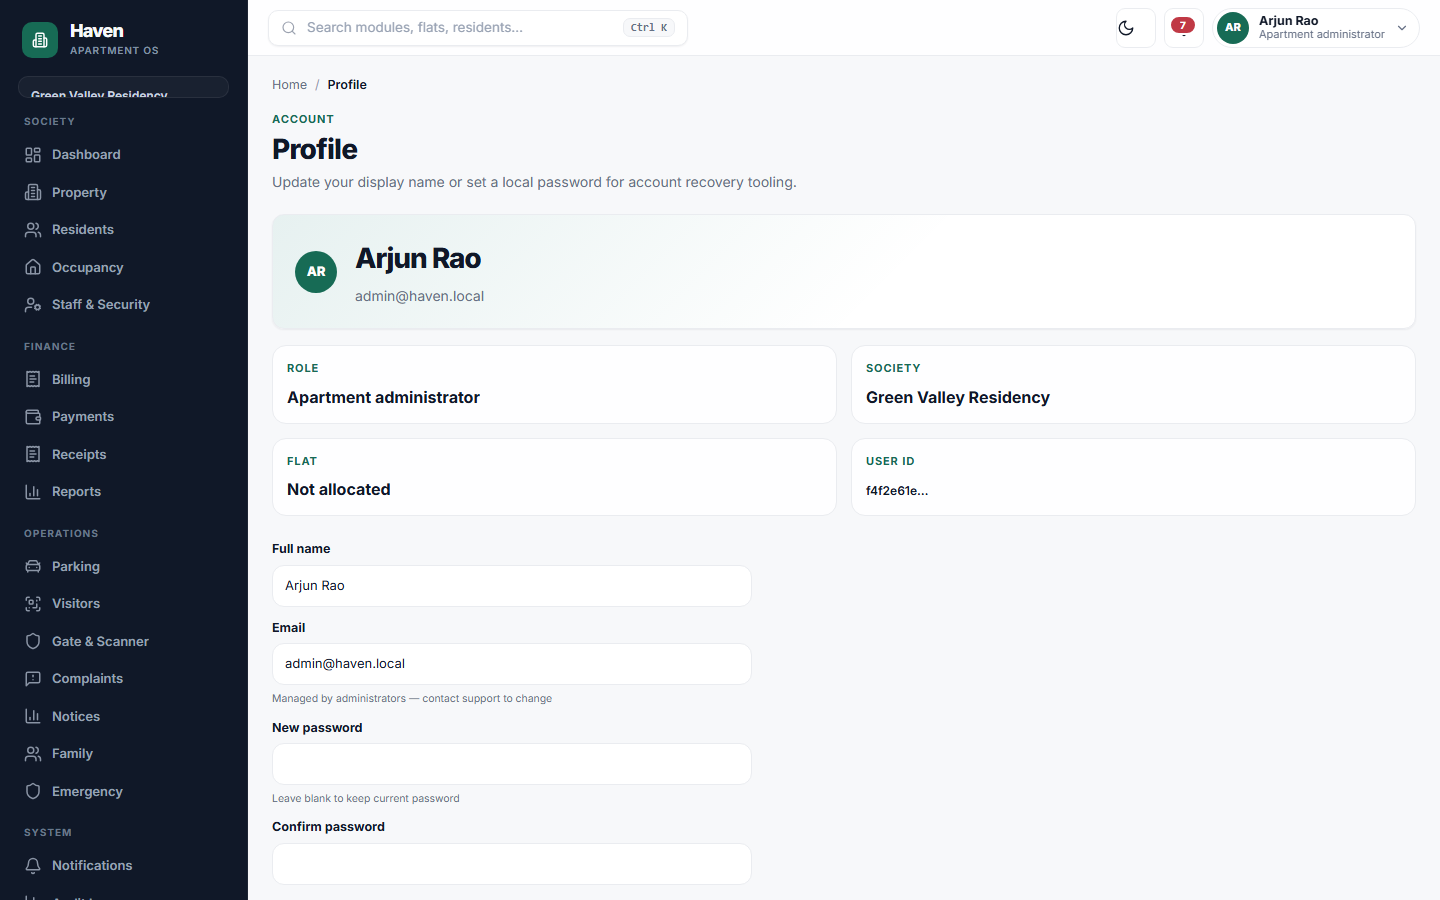 Haven
APARTMENT OS
Green Valley Residency
SOCIETY
Dashboard
Property
Residents
Occupancy
Staff & Security
FINANCE
Billing
Payments
Receipts
Reports
OPERATIONS
Parking
Visitors
Gate & Scanner
Complaints
Notices
Family
Emergency
SYSTEM
Notifications
Search modules, flats, residents...
Ctrl K
7
AR
Arjun Rao
Apartment administrator
Home / Profile
ACCOUNT
Profile
Update your display name or set a local password for account recovery tooling.
AR
Arjun Rao
admin@haven.local
ROLE
Apartment administrator
SOCIETY
Green Valley Residency
FLAT
Not allocated
USER ID
f4f2e61e...
Full name
Arjun Rao
Email
admin@haven.local
Managed by administrators — contact support to change
New password
Leave blank to keep current password
Confirm password